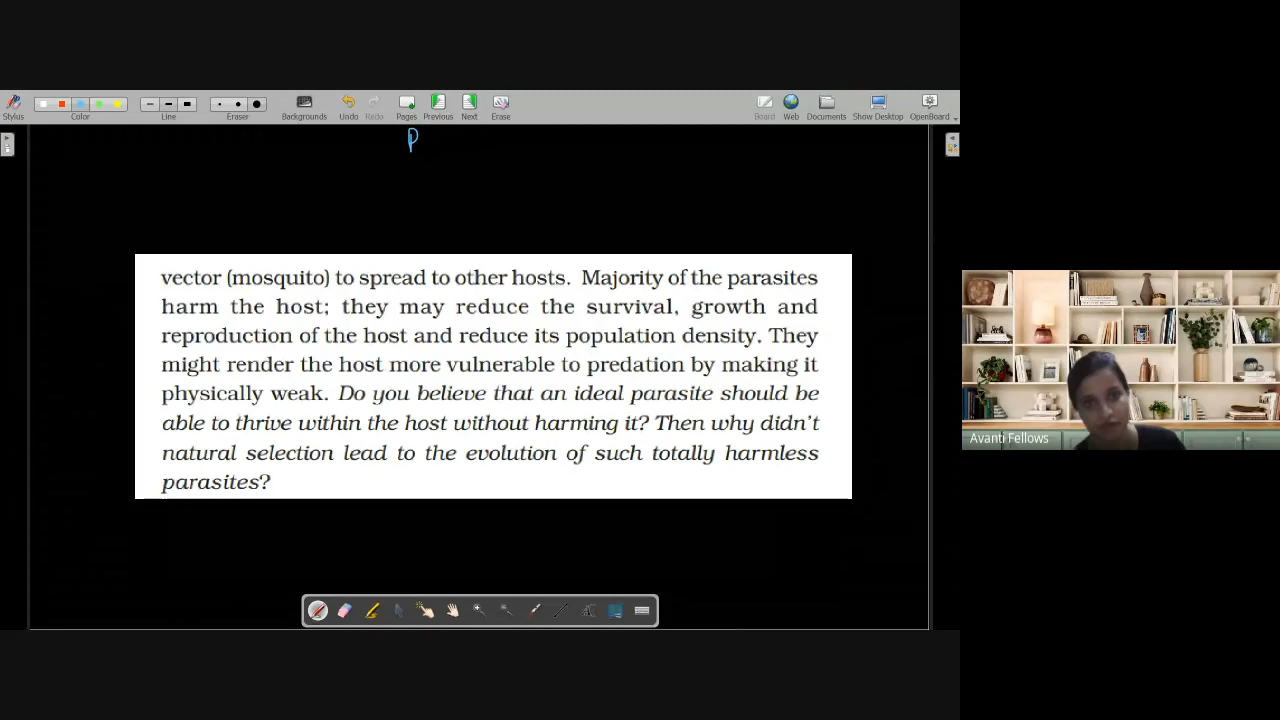 Stylus
Color
Line
Eraser
Backgrounds
Undo
Redo
Pages
Previous
Next
Erase
Board
Web
Documents
Show Desktop
OpenBoard
P
vector (mosquito) to spread to other hosts. Majority of the parasites
harm the host; they may reduce the survival, growth and
reproduction of the host and reduce its population density. They
might render the host more vulnerable to predation by making it
physically weak. Do you believe that an ideal parasite should be
able to thrive within the host without harming it? Then why didn't
natural selection lead to the evolution of such totally harmless
parasites?
Avanti Fellows